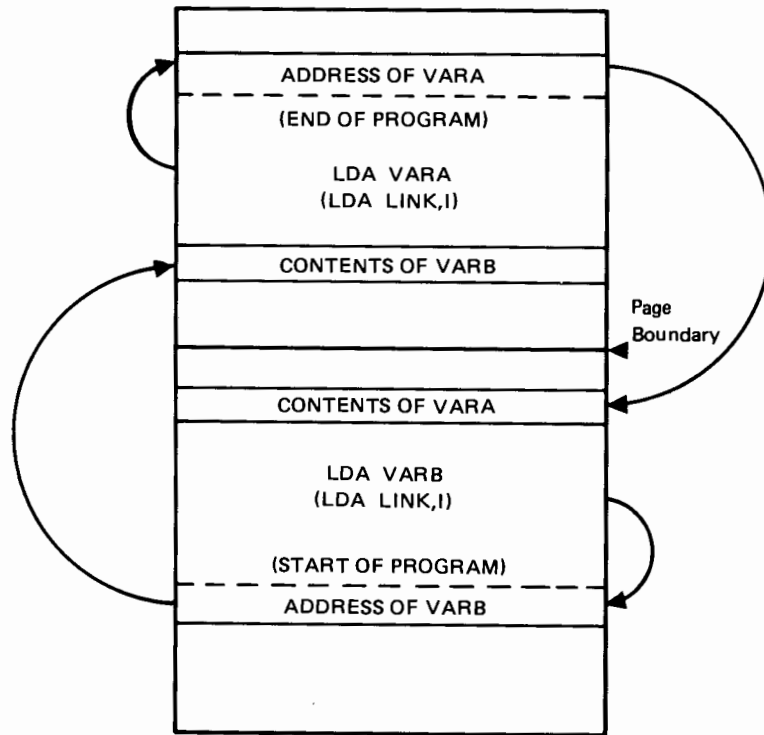 ADDRESS OF VARA
(END OF PROGRAM)
LDA VARA
(LDA LINK,I)
CONTENTS OF VARB
Page
Boundary
CONTENTS OF VARA
LDA VARB
(LDA LINK,I)
(START OF PROGRAM)
ADDRESS OF VARB